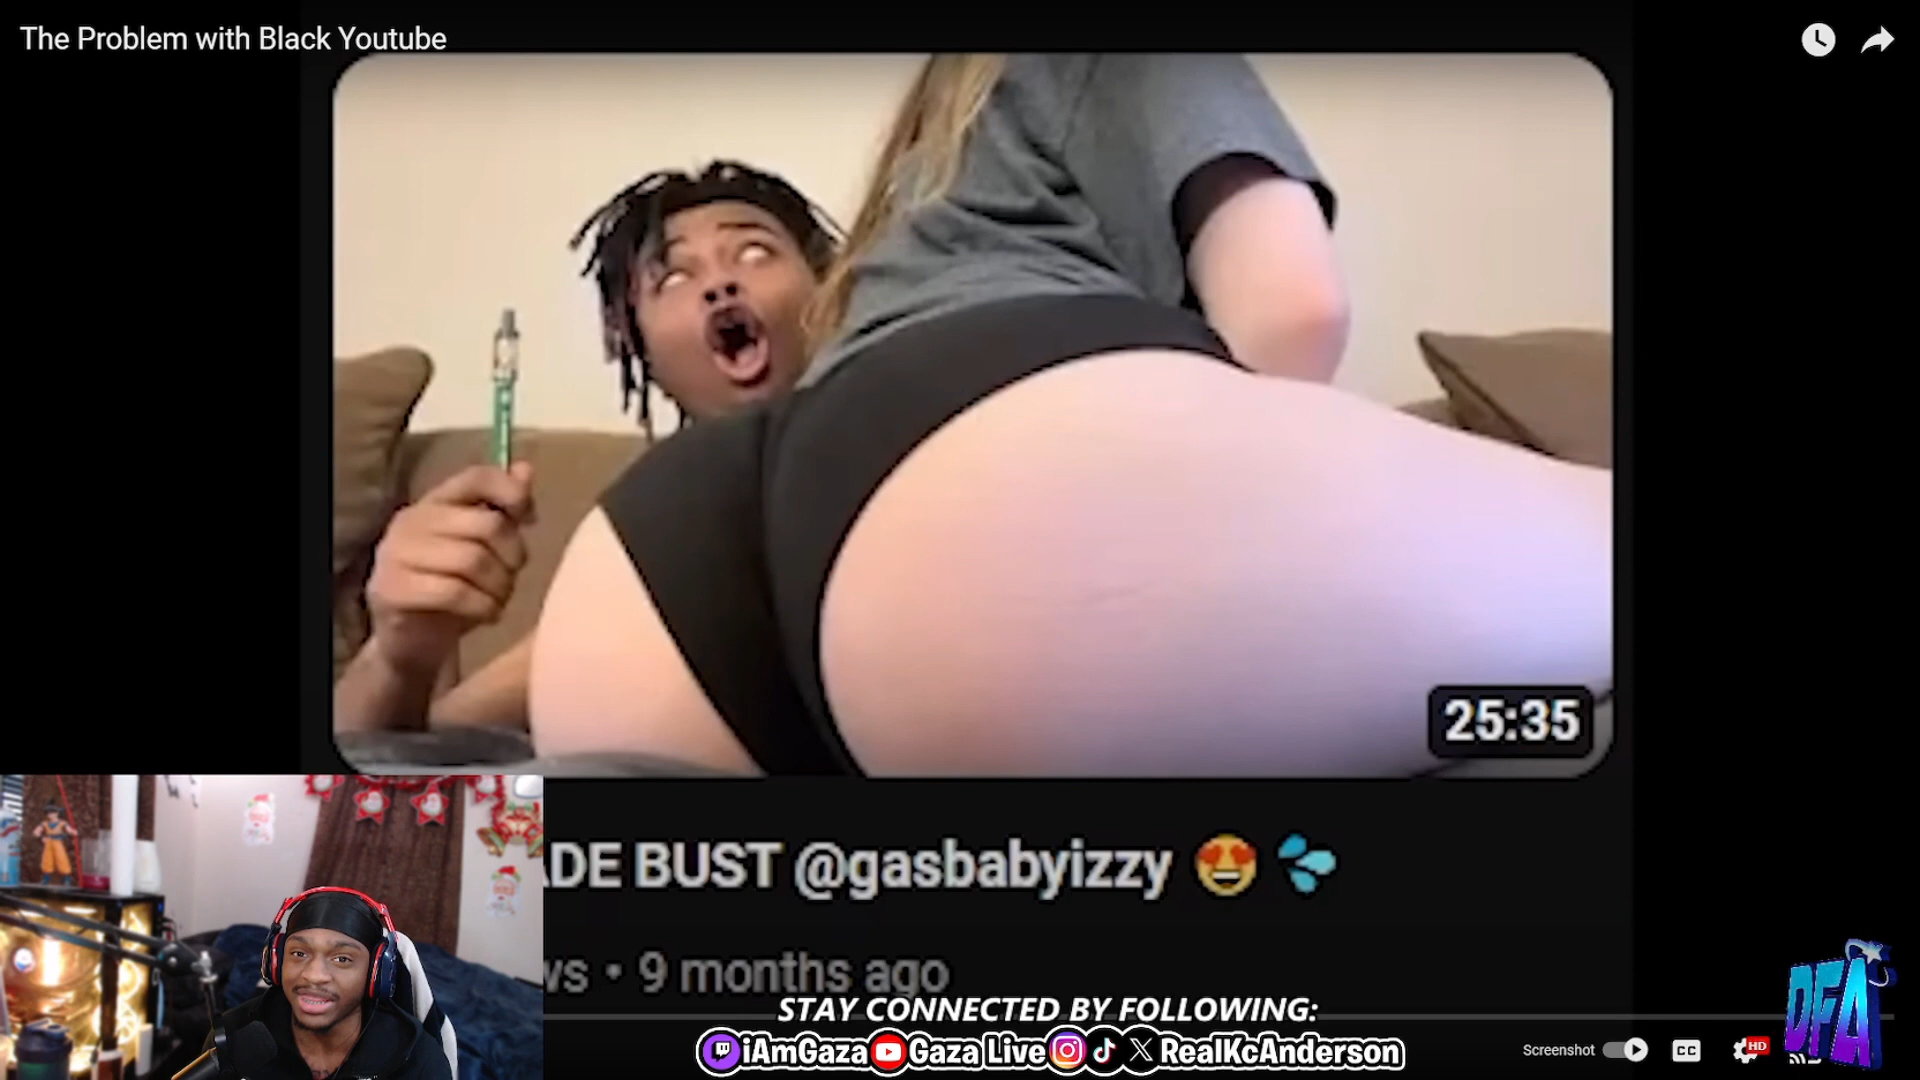 The Problem with Black Youtube
25:35
DE BUST @gasbabyizzy 😍 💦
ws • 9 months ago
STAY CONNECTED BY FOLLOWING:
iAmGaza Gaza Live RealKcAnderson
Screenshot
CC
HD
DFA